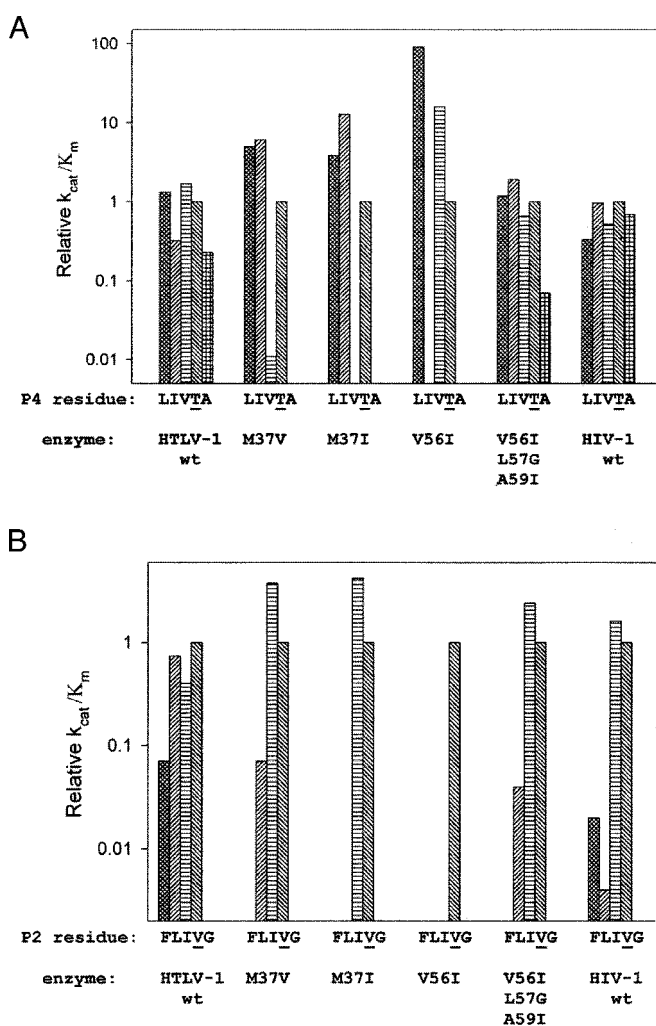 A
Relative kcat/Km
100
10
1
0.1
0.01
P4 residue: LIVTA LIVTA LIVTA LIVTA LIVTA LIVTA
enzyme: HTLV-1 M37V M37I V56I V56I HIV-1
wt L57G wt
A59I
B
Relative kcat/Km
1
0.1
0.01
P2 residue: FLIVG FLIVG FLIVG FLIVG FLIVG FLIVG
enzyme: HTLV-1 M37V M37I V56I V56I HIV-1
wt L57G wt
A59I